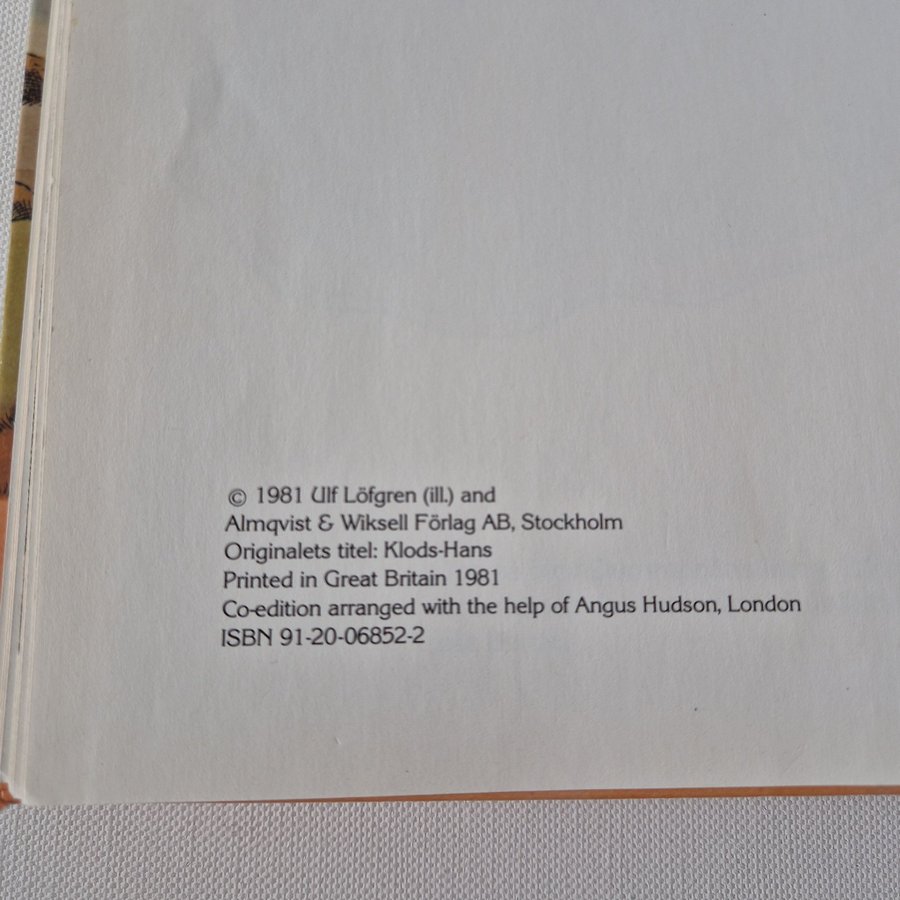 © 1981 Ulf Löfgren (ill.) and
Almqvist & Wiksell Förlag AB, Stockholm
Originalets titel: Klods-Hans
Printed in Great Britain 1981
Co-edition arranged with the help of Angus Hudson, London
ISBN 91-20-06852-2